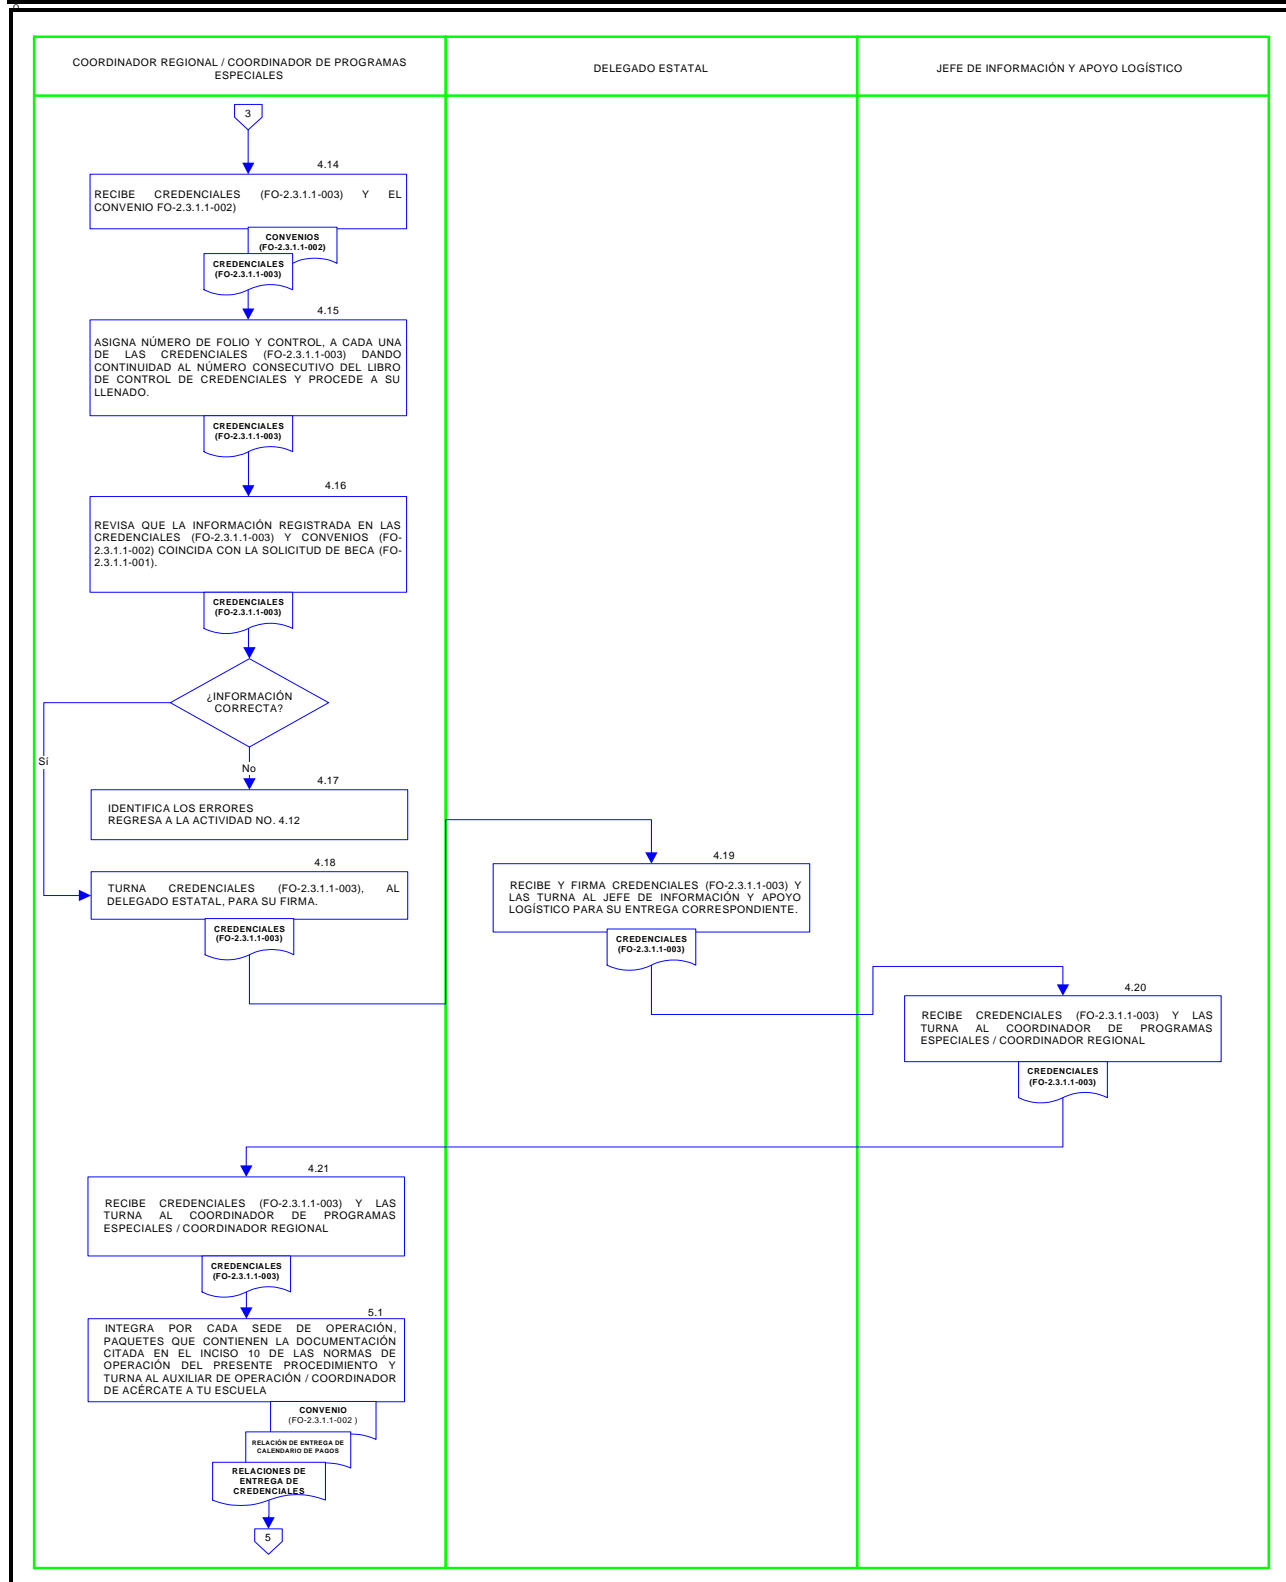 COORDINADOR REGIONAL / COORDINADOR DE PROGRAMAS
ESPECIALES
DELEGADO ESTATAL
JEFE DE INFORMACIÓN Y APOYO LOGÍSTICO
3
4.14
RECIBE CREDENCIALES (FO-2.3.1.1-003) Y EL
CONVENIO FO-2.3.1.1-002)
CONVENIOS
(FO-2.3.1.1-002)
CREDENCIALES
(FO-2.3.1.1-003)
4.15
ASIGNA NÚMERO DE FOLIO Y CONTROL, A CADA UNA
DE LAS CREDENCIALES (FO-2.3.1.1-003) DANDO
CONTINUIDAD AL NÚMERO CONSECUTIVO DEL LIBRO
DE CONTROL DE CREDENCIALES Y PROCEDE A SU
LLENADO.
CREDENCIALES
(FO-2.3.1.1-003)
4.16
REVISA QUE LA INFORMACIÓN REGISTRADA EN LAS
CREDENCIALES (FO-2.3.1.1-003) Y CONVENIOS (FO-
2.3.1.1-002) COINCIDA CON LA SOLICITUD DE BECA (FO-
2.3.1.1-001).
CREDENCIALES
(FO-2.3.1.1-003)
¿INFORMACIÓN
CORRECTA?
Sí
No
4.17
IDENTIFICA LOS ERRORES
REGRESA A LA ACTIVIDAD NO. 4.12
4.18
TURNA CREDENCIALES (FO-2.3.1.1-003), AL
DELEGADO ESTATAL, PARA SU FIRMA.
CREDENCIALES
(FO-2.3.1.1-003)
4.19
RECIBE Y FIRMA CREDENCIALES (FO-2.3.1.1-003) Y
LAS TURNA AL JEFE DE INFORMACIÓN Y APOYO
LOGÍSTICO PARA SU ENTREGA CORRESPONDIENTE.
CREDENCIALES
(FO-2.3.1.1-003)
4.20
RECIBE CREDENCIALES (FO-2.3.1.1-003) Y LAS
TURNA AL COORDINADOR DE PROGRAMAS
ESPECIALES / COORDINADOR REGIONAL
CREDENCIALES
(FO-2.3.1.1-003)
4.21
RECIBE CREDENCIALES (FO-2.3.1.1-003) Y LAS
TURNA AL COORDINADOR DE PROGRAMAS
ESPECIALES / COORDINADOR REGIONAL
CREDENCIALES
(FO-2.3.1.1-003)
5.1
INTEGRA POR CADA SEDE DE OPERACIÓN,
PAQUETES QUE CONTIENEN LA DOCUMENTACIÓN
CITADA EN EL INCISO 10 DE LAS NORMAS DE
OPERACIÓN DEL PRESENTE PROCEDIMIENTO Y
TURNA AL AUXILIAR DE OPERACIÓN / COORDINADOR
DE ACÉRCATE A TU ESCUELA
CONVENIO
(FO-2.3.1.1-002 )
RELACIÓN DE ENTREGA DE
CALENDARIO DE PAGOS
RELACIONES DE
ENTREGA DE
CREDENCIALES
5